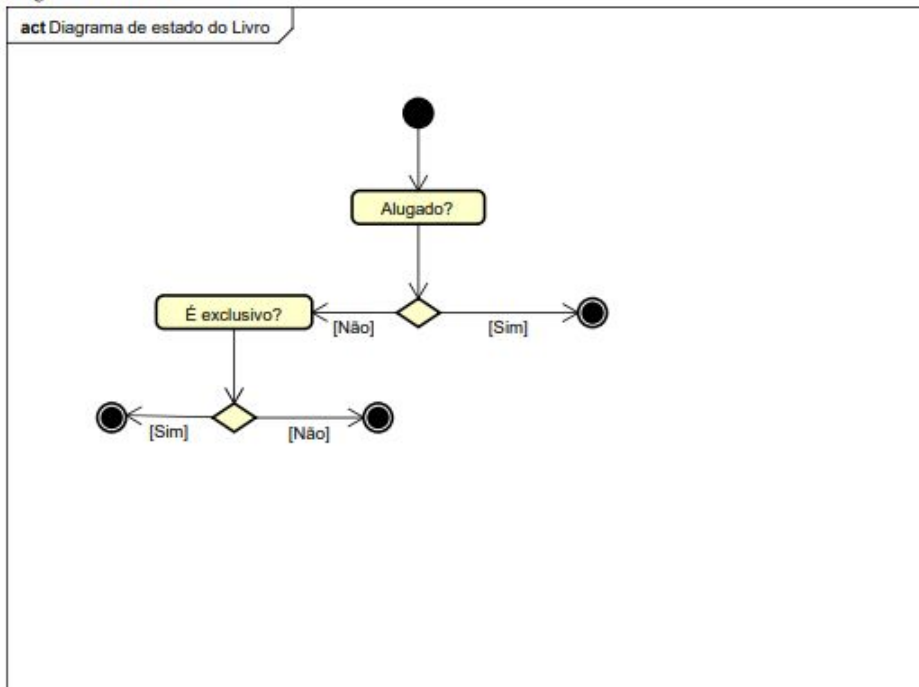 act Diagrama de estado do Livro
Alugado?
É exclusivo?
[Não]
[Sim]
[Sim]
[Não]